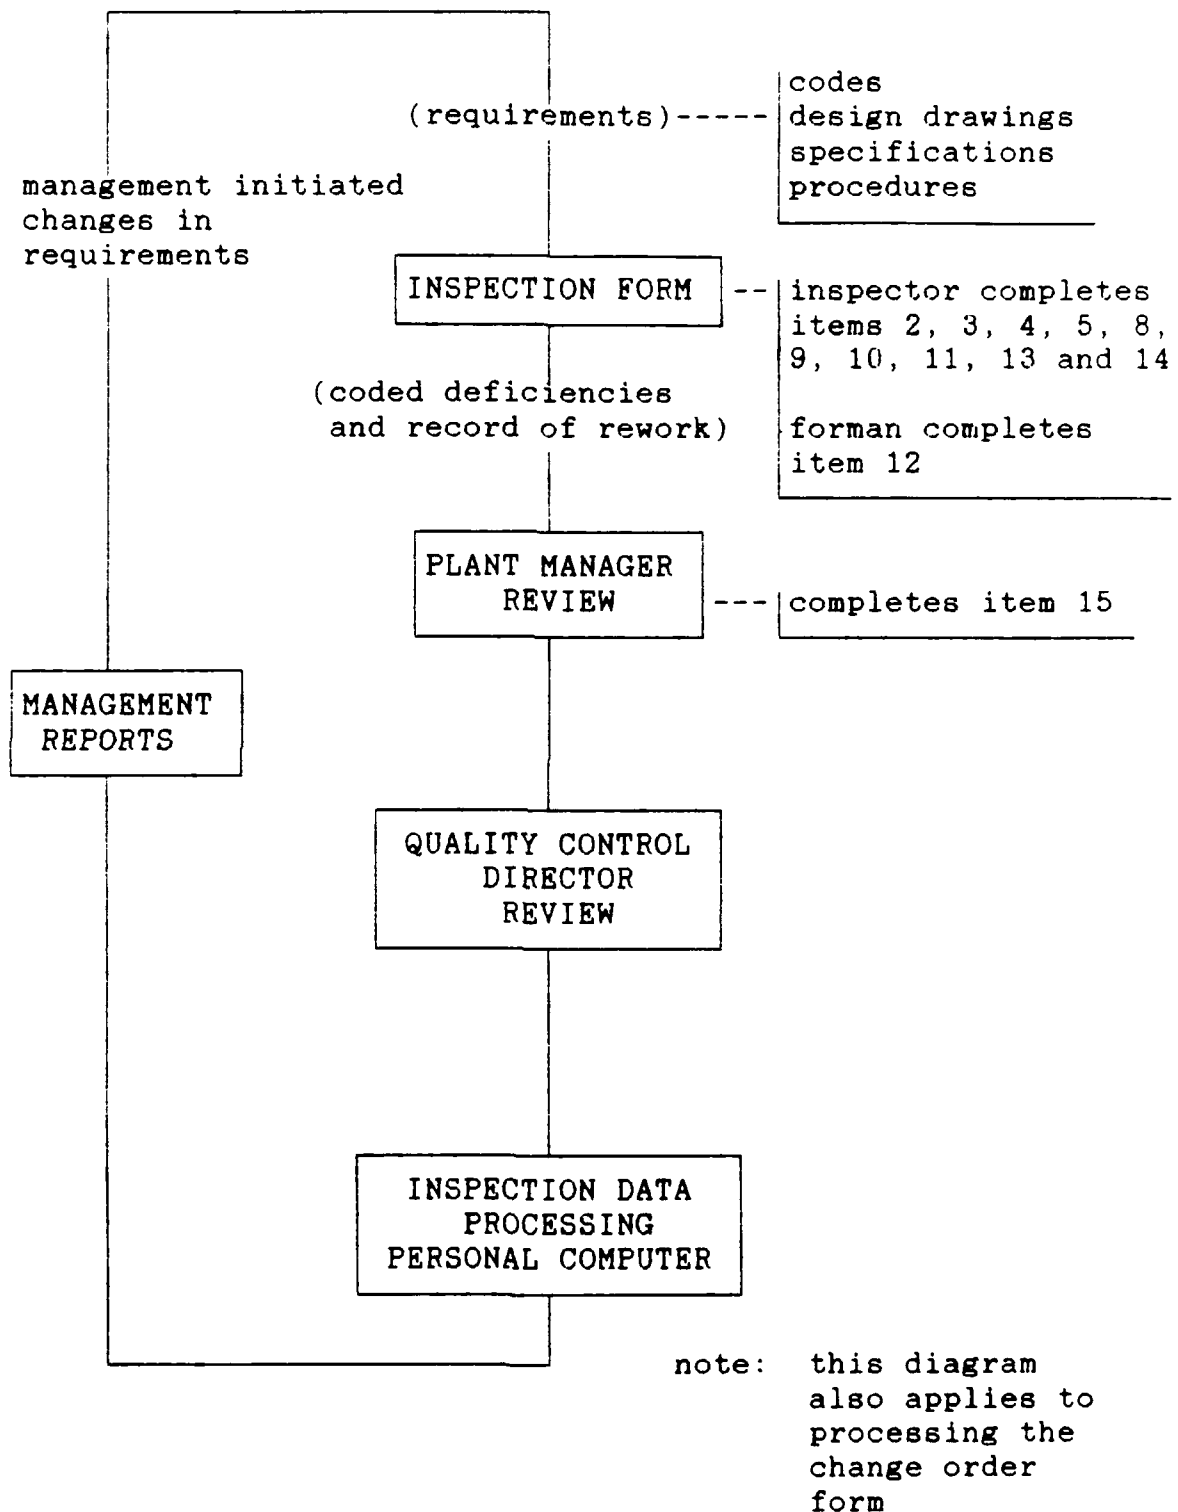 codes
(requirements)----- design drawings
specifications
procedures
management initiated
changes in
requirements
INSPECTION FORM -- inspector completes
items 2, 3, 4, 5, 8,
9, 10, 11, 13 and 14
(coded deficiencies
and record of rework)
forman completes
item 12
PLANT MANAGER
REVIEW --- completes item 15
MANAGEMENT
REPORTS
QUALITY CONTROL
DIRECTOR
REVIEW
INSPECTION DATA
PROCESSING
PERSONAL COMPUTER
note: this diagram
also applies to
processing the
change order
form